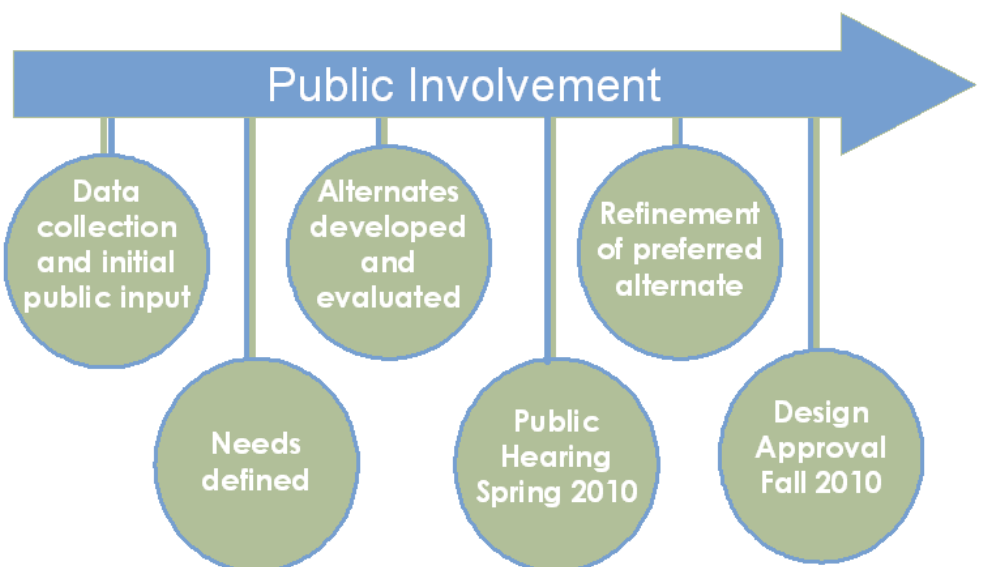 Public Involvement
Data
collection
and initial
public input
Needs
defined
Alternates
developed
and
evaluated
Public
Hearing
Spring 2010
Refinement
of preferred
alternate
Design
Approval
Fall 2010